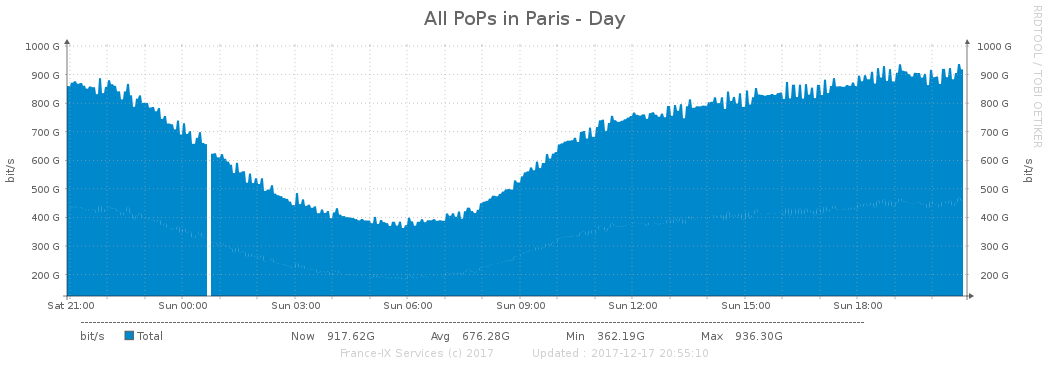 All PoPs in Paris - Day
RRDTOOL / TOBI OETIKER
1000 G 1000 G
900 G 900 G
800 G 800 G
700 G 700 G
600 G 600 G
500 G 500 G
400 G 400 G
300 G 300 G
200 G 200 G
bit/s bit/s
Sat 21:00 Sun 00:00 Sun 03:00 Sun 06:00 Sun 09:00 Sun 12:00 Sun 15:00 Sun 18:00
bit/s Total Now 917.62G Avg 676.28G Min 362.19G Max 936.30G
France-IX Services (c) 2017 Updated : 2017-12-17 20:55:10